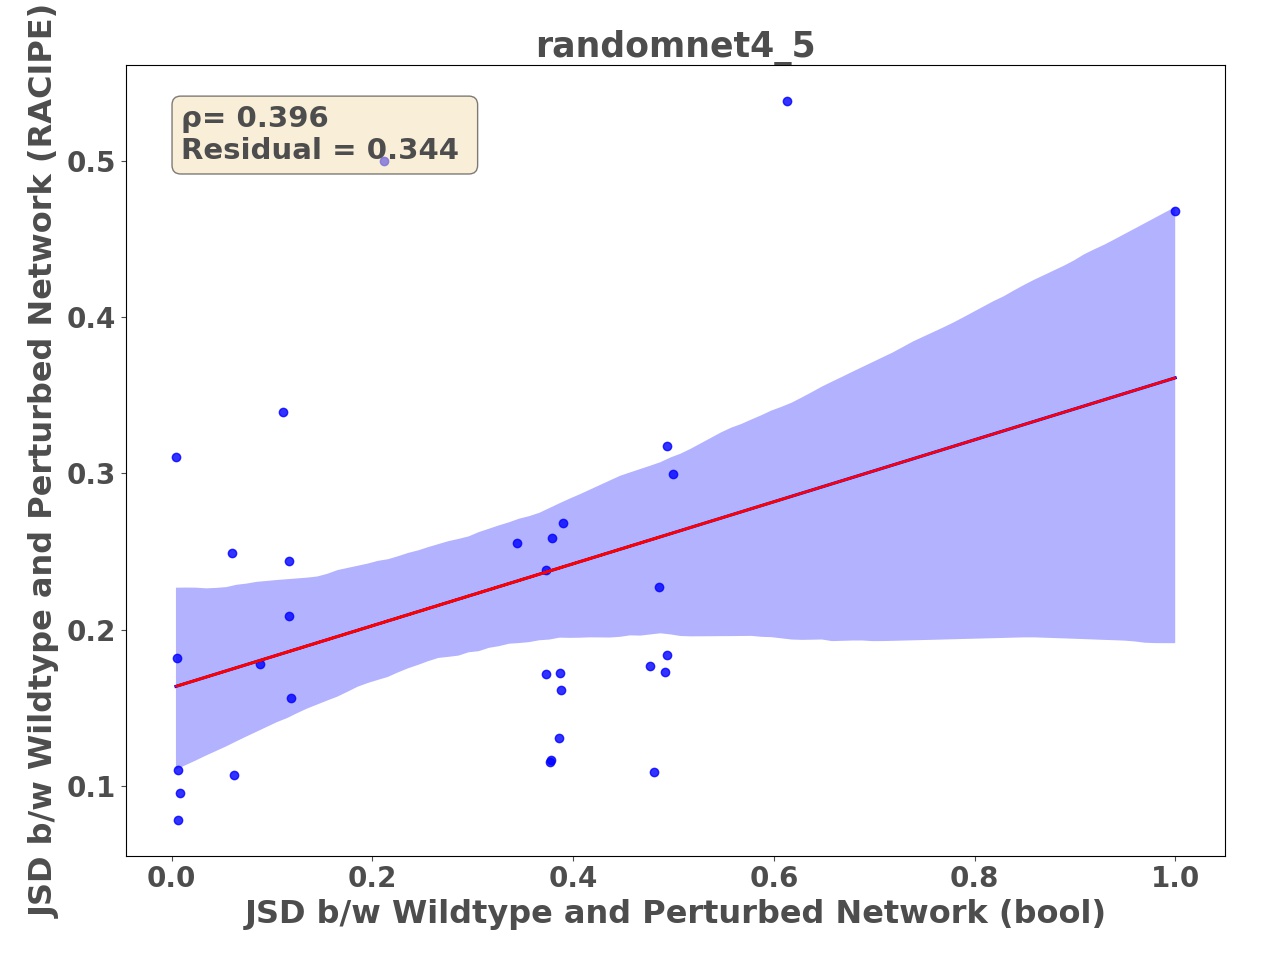 randomnet4_5
ρ= 0.396
Residual = 0.344
JSD b/w Wildtype and Perturbed Network (RACIPE)
0.5
0.4
0.3
0.2
0.1
0.0 0.2 0.4 0.6 0.8 1.0
JSD b/w Wildtype and Perturbed Network (bool)